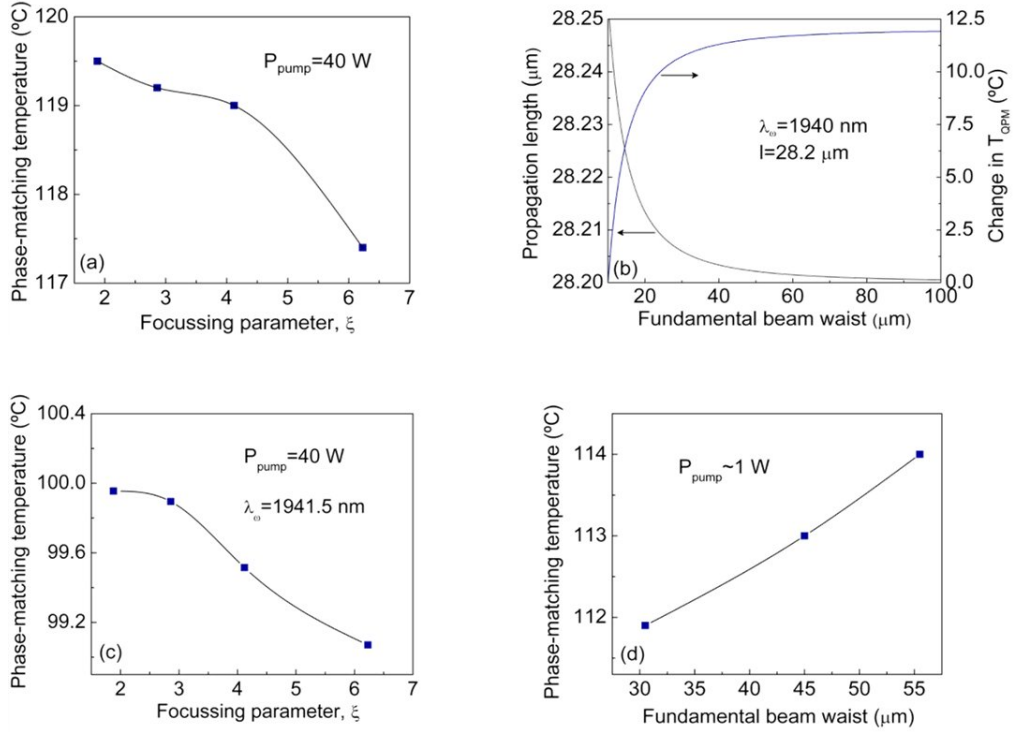 120
119
118
117
Phase-matching temperature (ºC)
P_pump=40 W
(a)
2 3 4 5 6 7
Focussing parameter, ξ
28.25
28.24
28.23
28.22
28.21
28.20
Propagation length (μm)
12.5
10.0
7.5
5.0
2.5
0.0
Change in T_QPM (ºC)
λ_ω=1940 nm
l=28.2 μm
(b)
20 40 60 80 100
Fundamental beam waist (μm)
100.4
100.0
99.6
99.2
Phase-matching temperature (ºC)
P_pump=40 W
λ_ω=1941.5 nm
(c)
2 3 4 5 6 7
Focussing parameter, ξ
114
113
112
Phase-matching temperature (ºC)
P_pump~1 W
(d)
30 35 40 45 50 55
Fundamental beam waist (μm)